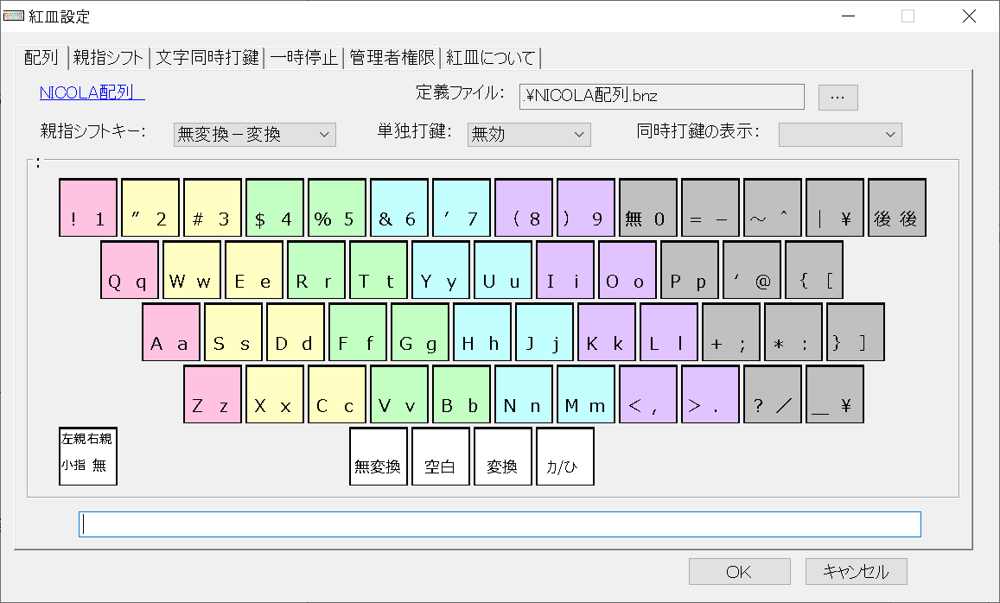 紅皿設定
配列 親指シフト 文字同時打鍵 一時停止 管理者権限 紅皿について
NICOLA配列 定義ファイル: .¥NICOLA配列.bnz ...
親指シフトキー: 無変換－変換 単独打鍵: 無効 同時打鍵の表示:
:
! 1 ” 2 # 3 $ 4 % 5 & 6 ’ 7 ( 8 ) 9 無 0 = － ～ ＾ | ¥ 後 後
Q q W w E e R r T t Y y U u I i O o P p ‘ @ { [
A a S s D d F f G g H h J j K k L l + ; * : } ]
Z z X x C c V v B b N n M m < , > . ? ／ ＿ ¥
左親右親
小指 無 無変換 空白 変換 カ/ひ
OK キャンセル